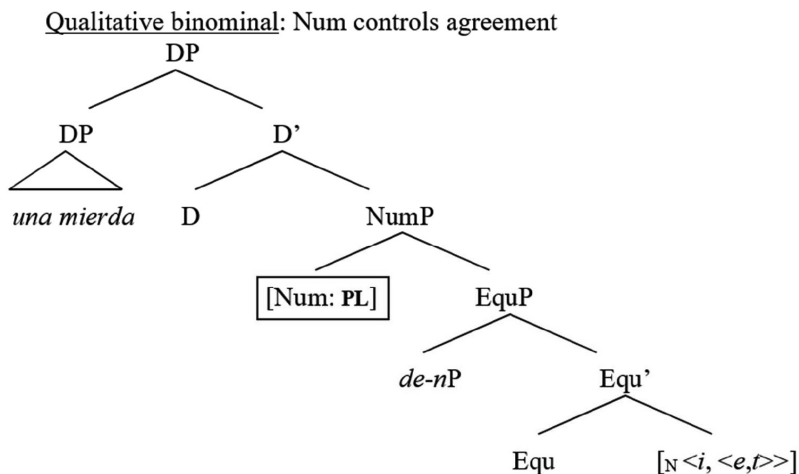 Qualitative binominal: Num controls agreement
DP
DP D’
una mierda D NumP
[Num: PL] EquP
de-nP Equ’
Equ [N <i, <e,t>>]